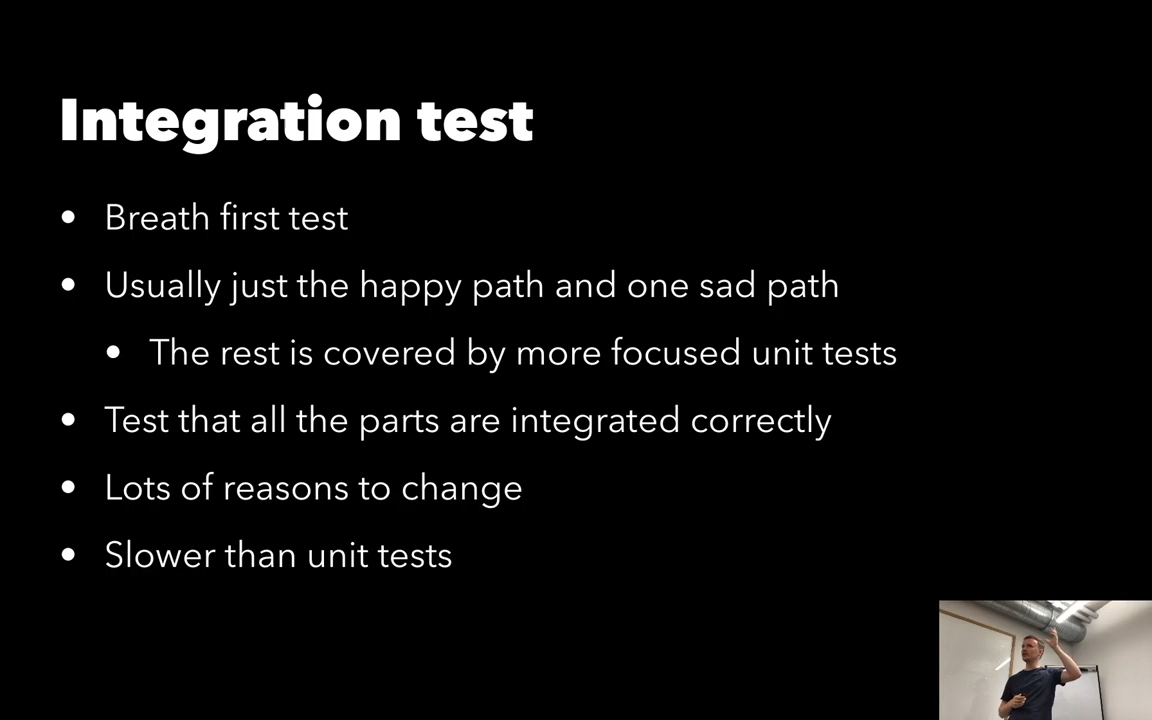 Integration test
• Breath first test
• Usually just the happy path and one sad path
• The rest is covered by more focused unit tests
• Test that all the parts are integrated correctly
• Lots of reasons to change
• Slower than unit tests